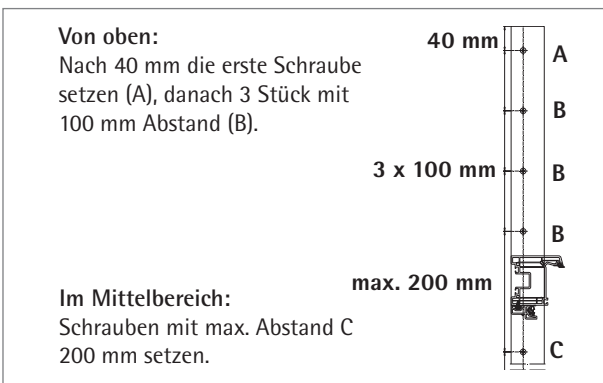 Von oben:
Nach 40 mm die erste Schraube
setzen (A), danach 3 Stück mit
100 mm Abstand (B).
40 mm
A
B
3 x 100 mm
B
B
max. 200 mm
Im Mittelbereich:
Schrauben mit max. Abstand C
200 mm setzen.
C